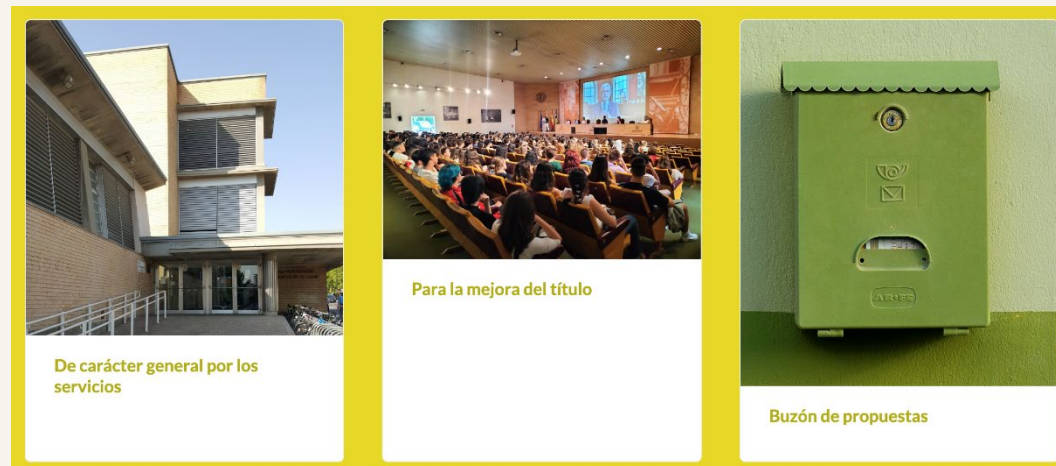 De carácter general por los
servicios
Para la mejora del título
Buzón de propuestas